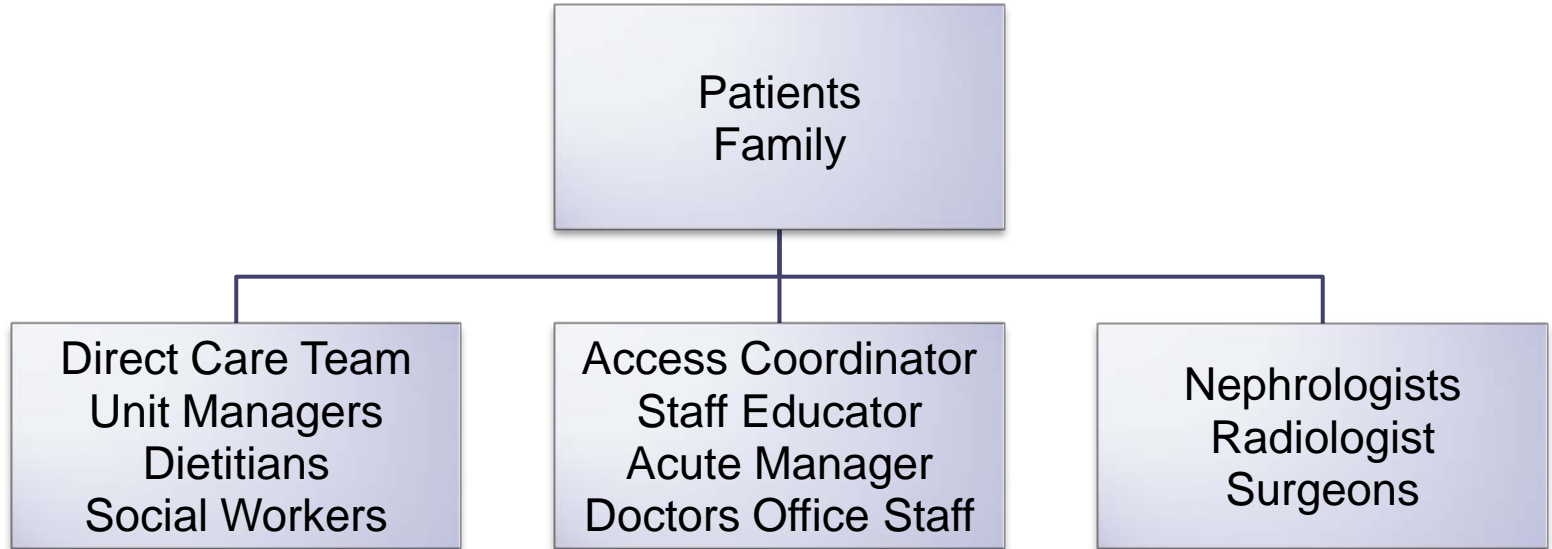 Patients
Family
Direct Care Team
Unit Managers
Dietitians
Social Workers
Access Coordinator
Staff Educator
Acute Manager
Doctors Office Staff
Nephrologists
Radiologist
Surgeons